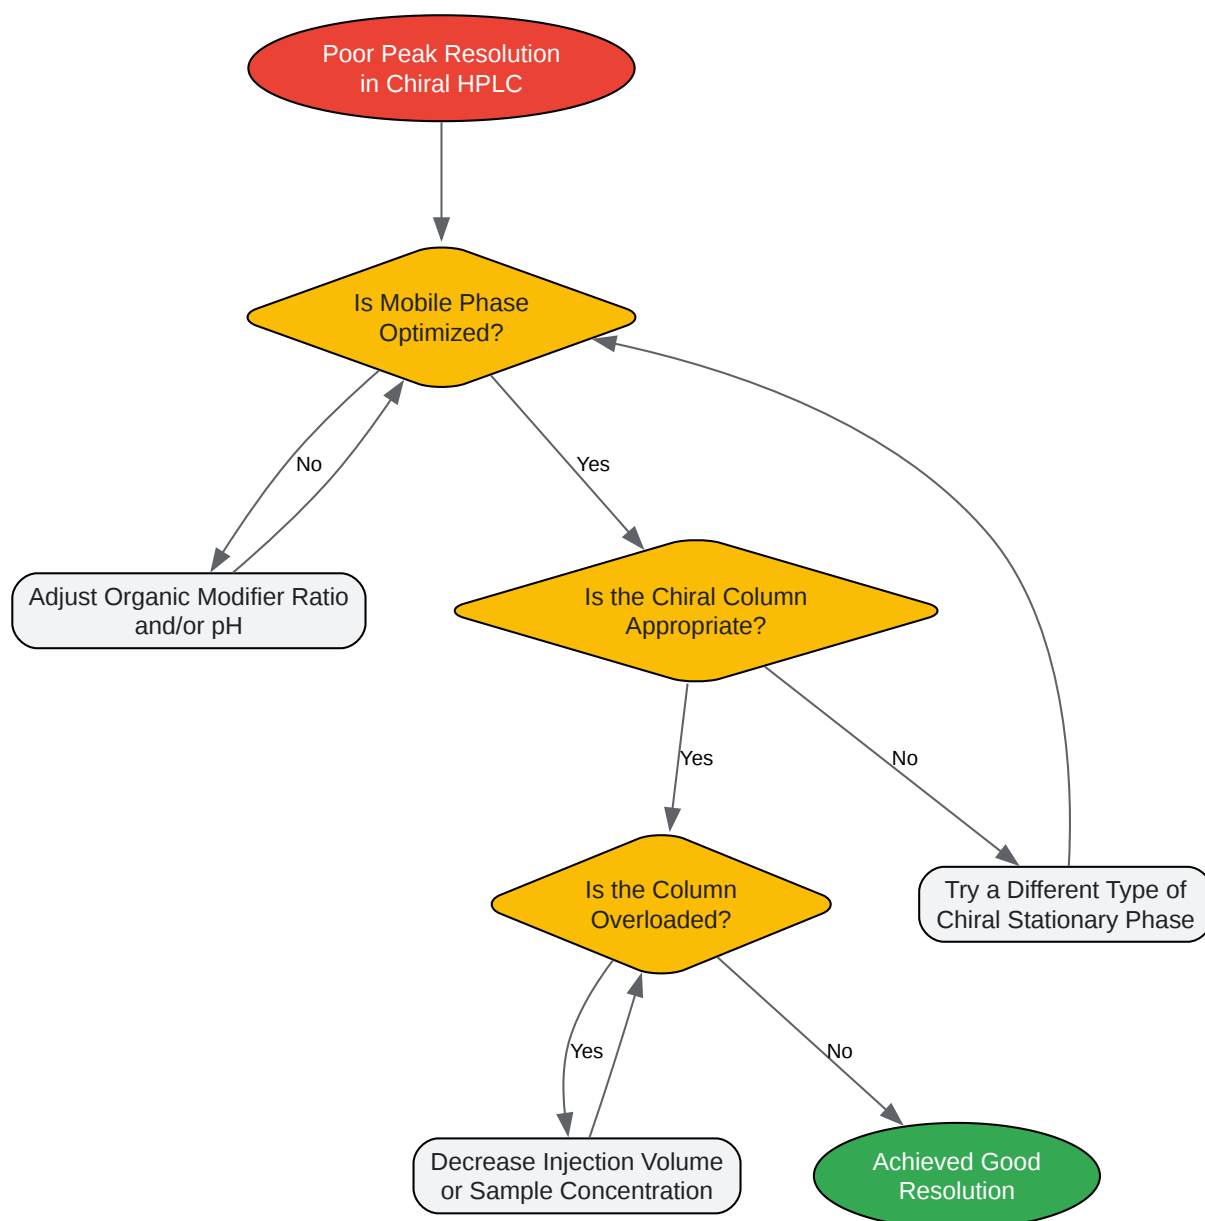 Poor Peak Resolution
in Chiral HPLC
Is Mobile Phase
Optimized?
No
Yes
Adjust Organic Modifier Ratio
and/or pH
Is the Chiral Column
Appropriate?
Yes
No
Is the Column
Overloaded?
Try a Different Type of
Chiral Stationary Phase
Yes
No
Decrease Injection Volume
or Sample Concentration
Achieved Good
Resolution